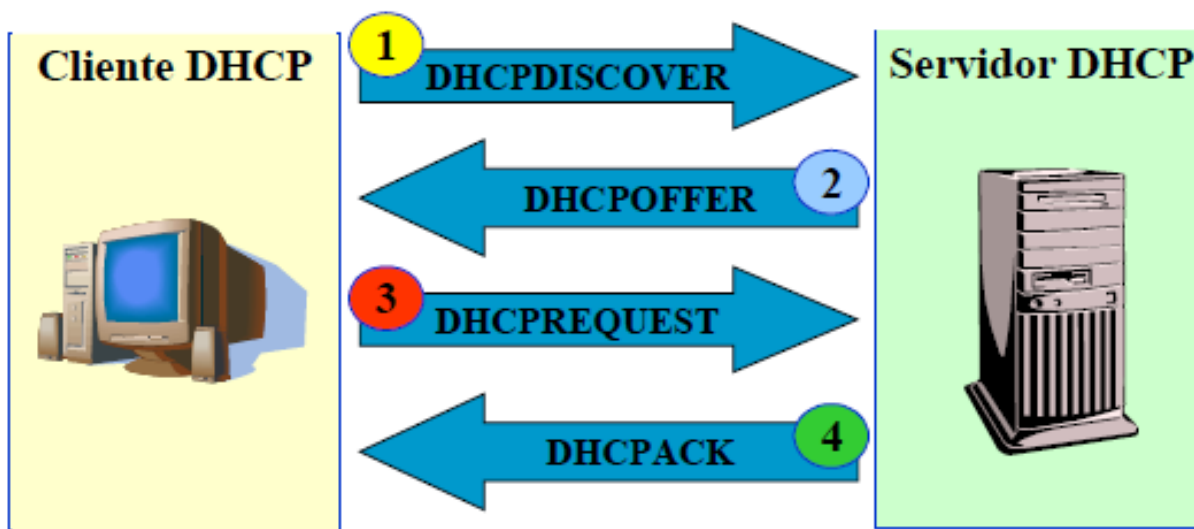 Cliente DHCP
1
DHCPDISCOVER
Servidor DHCP
2
DHCPOFFER
3
DHCPREQUEST
4
DHCPACK